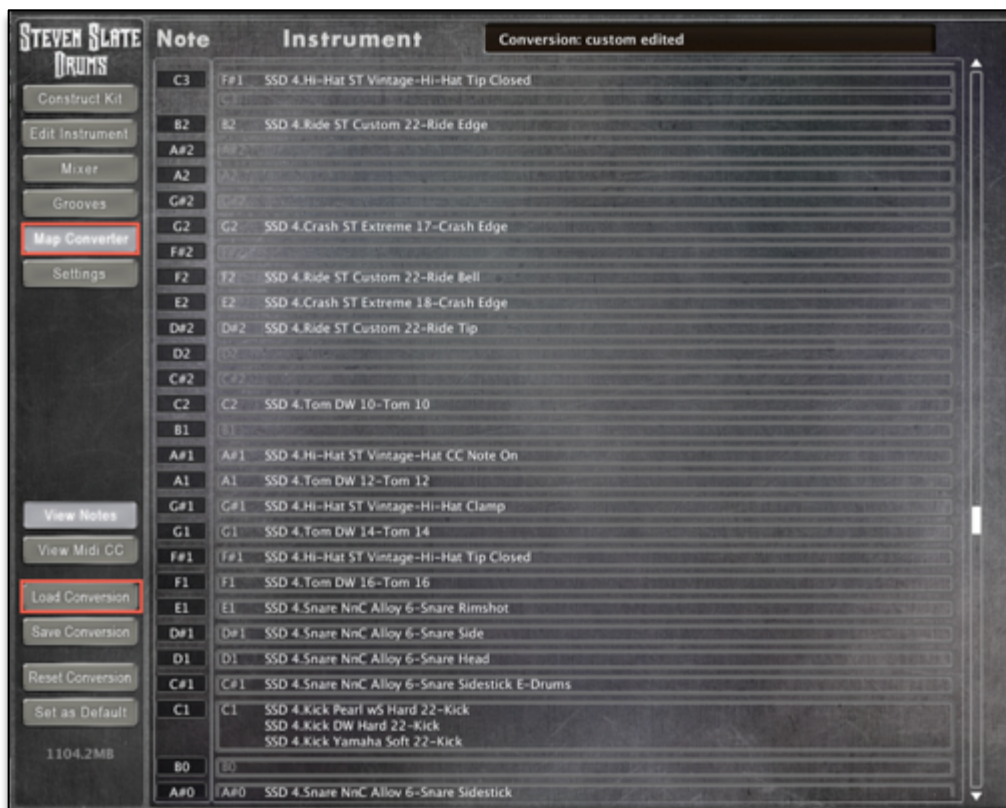 STEVEN SLATE DRUMS
Note Instrument Conversion: custom edited
Construct Kit
Edit Instrument
Mixer
Grooves
Map Converter
Settings
View Notes
View Midi CC
Load Conversion
Save Conversion
Reset Conversion
Set as Default
1104.2MB
C3 F#1 SSD 4.Hi-Hat ST Vintage-Hi-Hat Tip Closed
C3
B2 B2 SSD 4.Ride ST Custom 22-Ride Edge
A#2 A#2
A2 A2
G#2 G#2
G2 G2 SSD 4.Crash ST Extreme 17-Crash Edge
F#2 F#2
F2 F2 SSD 4.Ride ST Custom 22-Ride Bell
E2 E2 SSD 4.Crash ST Extreme 18-Crash Edge
D#2 D#2 SSD 4.Ride ST Custom 22-Ride Tip
D2 D2
C#2 C#2
C2 C2 SSD 4.Tom DW 10-Tom 10
B1 B1
A#1 A#1 SSD 4.Hi-Hat ST Vintage-Hat CC Note On
A1 A1 SSD 4.Tom DW 12-Tom 12
G#1 G#1 SSD 4.Hi-Hat ST Vintage-Hi-Hat Clamp
G1 G1 SSD 4.Tom DW 14-Tom 14
F#1 F#1 SSD 4.Hi-Hat ST Vintage-Hi-Hat Tip Closed
F1 F1 SSD 4.Tom DW 16-Tom 16
E1 E1 SSD 4.Snare NnC Alloy 6-Snare Rimshot
D#1 D#1 SSD 4.Snare NnC Alloy 6-Snare Side
D1 D1 SSD 4.Snare NnC Alloy 6-Snare Head
C#1 C#1 SSD 4.Snare NnC Alloy 6-Snare Sidestick E-Drums
C1 C1 SSD 4.Kick Pearl wS Hard 22-Kick
SSD 4.Kick DW Hard 22-Kick
SSD 4.Kick Yamaha Soft 22-Kick
B0 B0
A#0 A#0 SSD 4.Snare NnC Alloy 6-Snare Sidestick